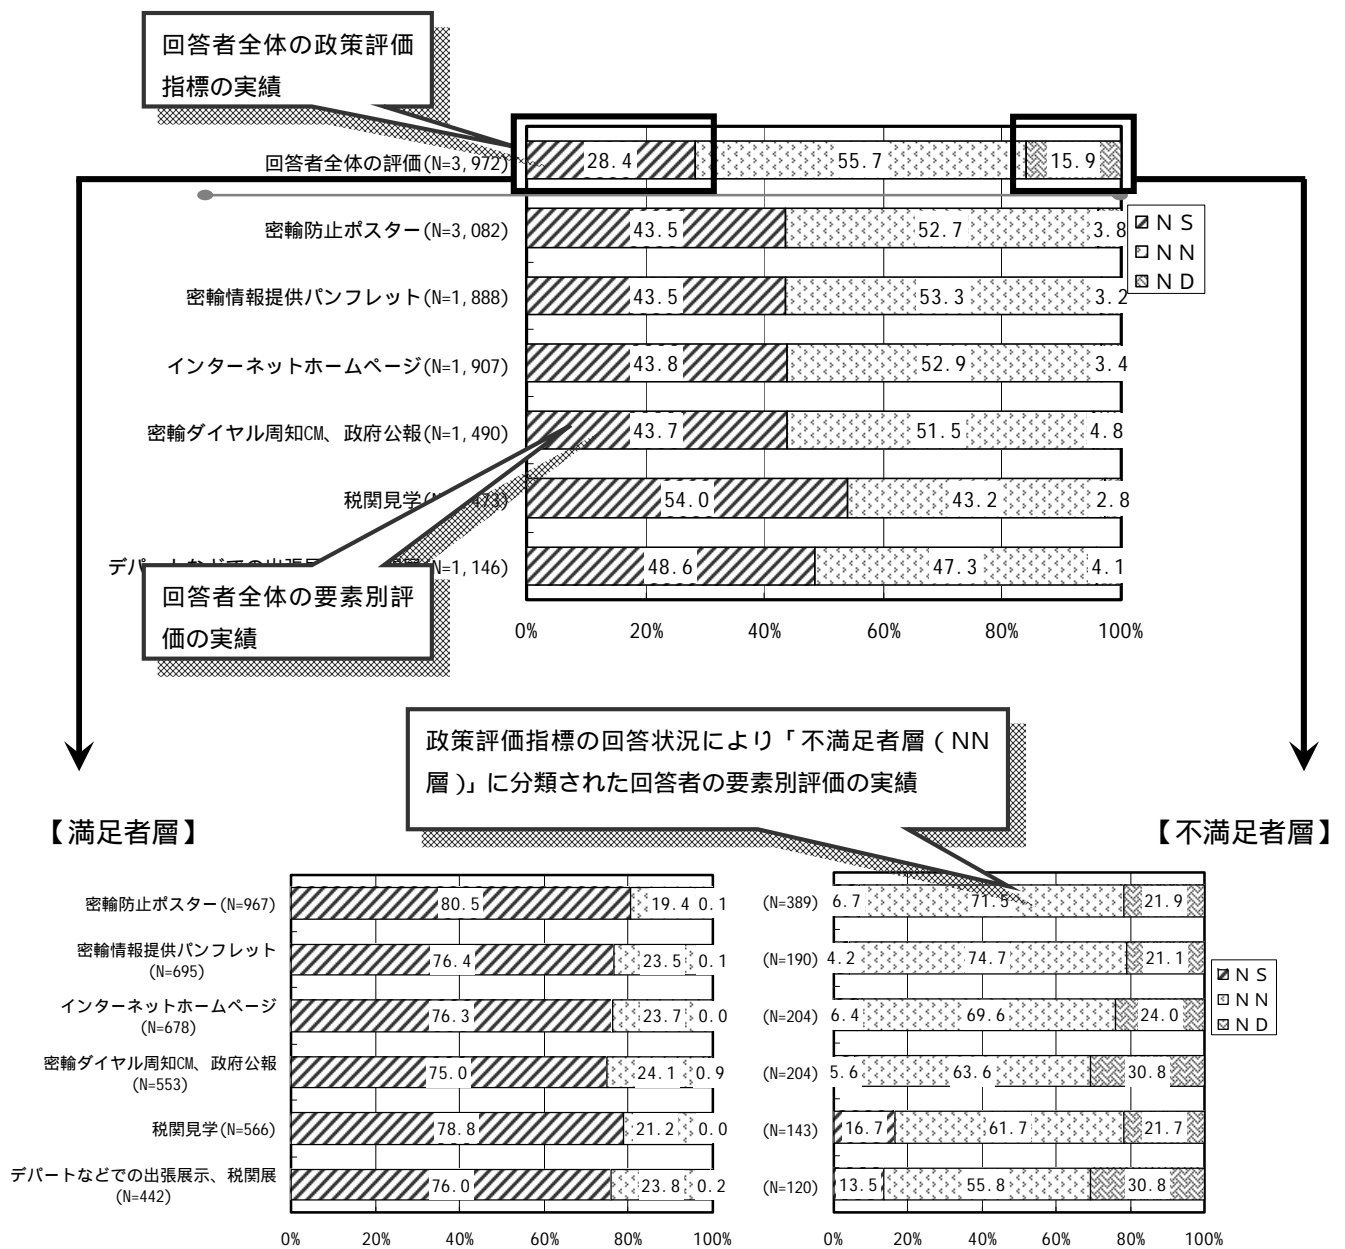 回答者全体の政策評価
指標の実績
回答者全体の評価(N=3,972)
28.4
55.7
15.9
密輸防止ポスター(N=3,082)
43.5
52.7
3.8
密輸情報提供パンフレット(N=1,888)
43.5
53.3
3.2
インターネットホームページ(N=1,907)
43.8
52.9
3.4
密輸ダイヤル周知CM、政府公報(N=1,490)
43.7
51.5
4.8
税関見学
54.0
43.2
2.8
(N=1,146)
48.6
47.3
4.1
NS
NN
ND
0%
20%
40%
60%
80%
100%
回答者全体の要素別評
価の実績
政策評価指標の回答状況により「不満足者層(NN
層)」に分類された回答者の要素別評価の実績
【満足者層】
【不満足者層】
密輸防止ポスター(N=967)
80.5
19.4
0.1
密輸情報提供パンフレット
(N=695)
76.4
23.5
0.1
インターネットホームページ
(N=678)
76.3
23.7
0.0
密輸ダイヤル周知CM、政府公報
(N=553)
75.0
24.1
0.9
税関見学(N=566)
78.8
21.2
0.0
デパートなどでの出張展示、税関展
(N=442)
76.0
23.8
0.2
0%
20%
40%
60%
80%
100%
(N=389)
6.7
71.5
21.9
(N=190)
4.2
74.7
21.1
(N=204)
6.4
69.6
24.0
(N=204)
5.6
63.6
30.8
(N=143)
16.7
61.7
21.7
(N=120)
13.5
55.8
30.8
NS
NN
ND
0%
20%
40%
60%
80%
100%